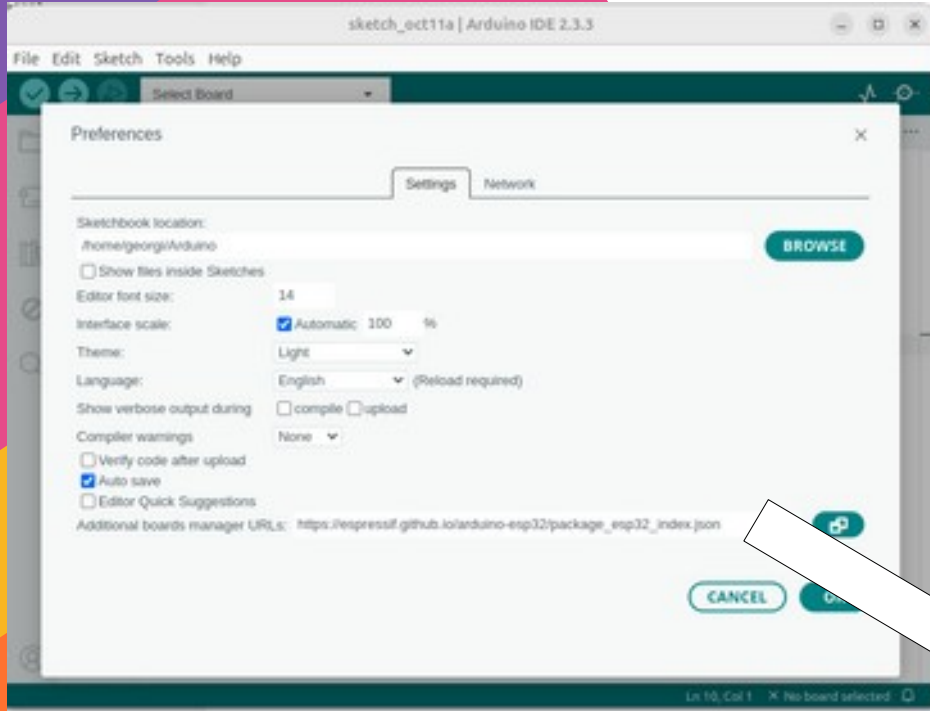 sketch_oct11a | Arduino IDE 2.3.3
File Edit Sketch Tools Help
Select Board
Preferences
Settings Network
Sketchbook location:
/home/georgi/Arduino
BROWSE
Show files inside Sketches
Editor font size: 14
Interface scale: Automatic 100 %
Theme: Light
Language: English (Reload required)
Show verbose output during compile upload
Compiler warnings None
Verify code after upload
Auto save
Editor Quick Suggestions
Additional boards manager URLs: https://espressif.github.io/arduino-esp32/package_esp32_index.json
CANCEL
Ln 10, Col 1 × No board selected